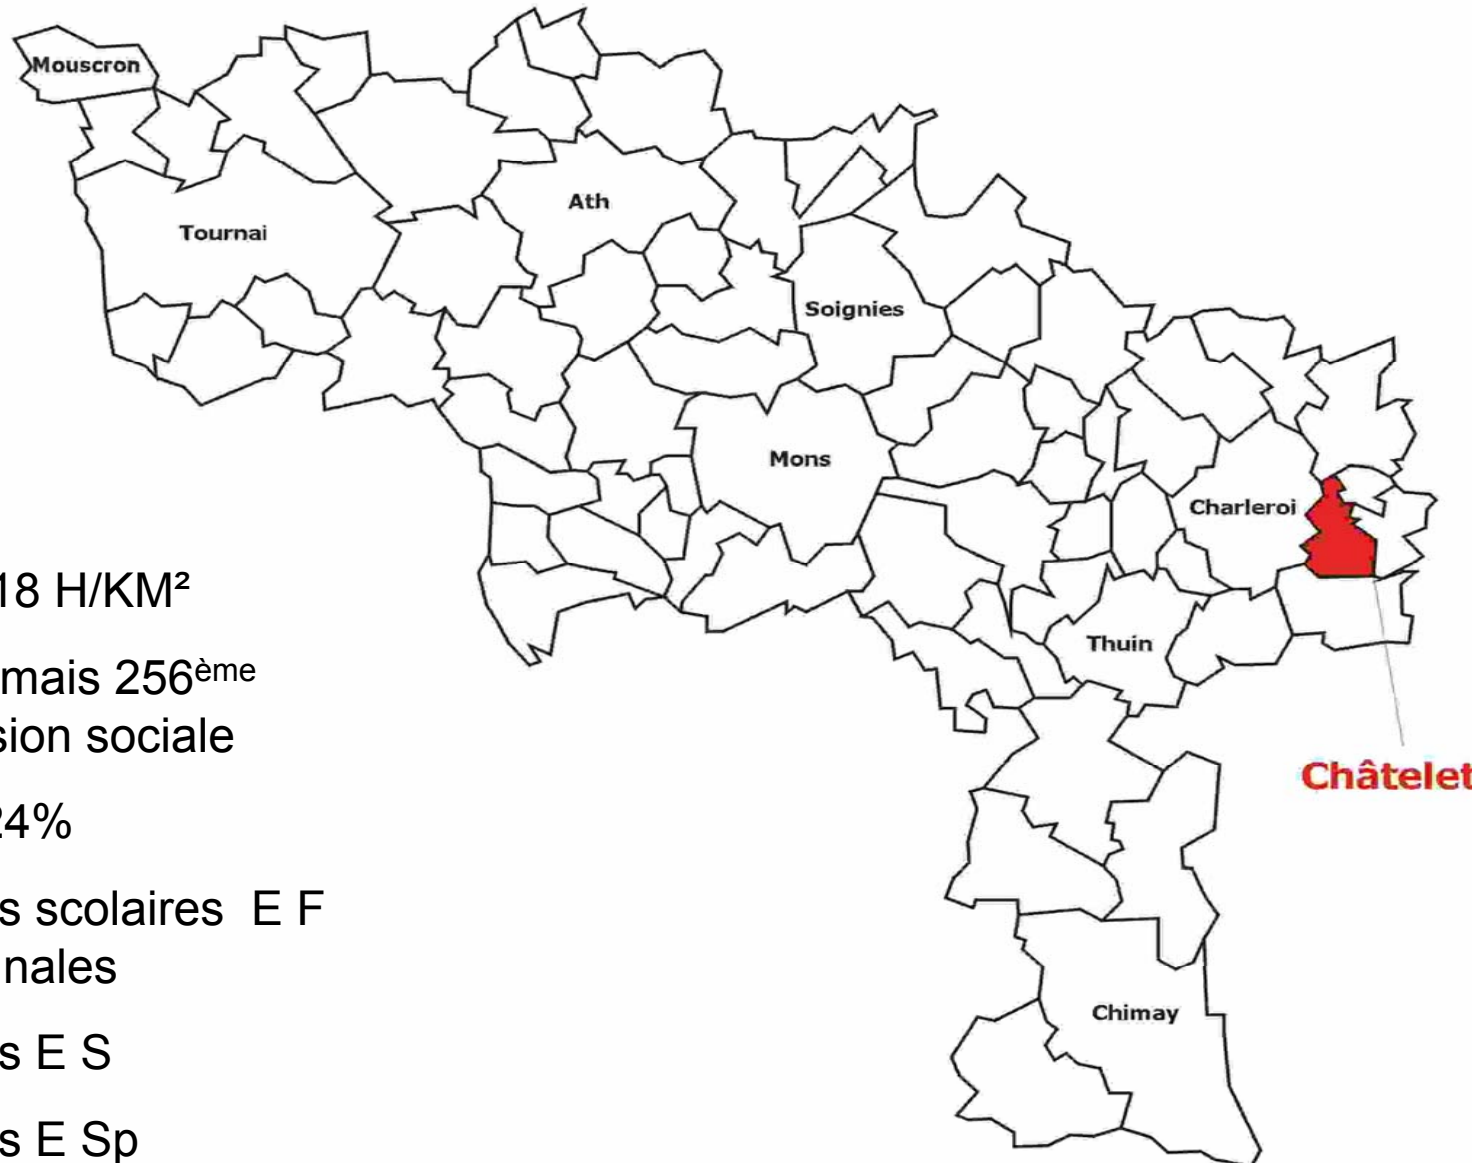 Mouscron
Ath
Tournai
Soignies
Mons
Charleroi
Thuin
Châtelet
Chimay
18 H/KM²
mais 256ème
sion sociale
24%
s scolaires E F
nales
s E S
s E Sp